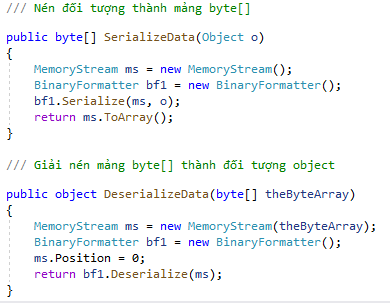 /// Nén đối tượng thành mảng byte[]
public byte[] SerializeData(Object o)
{
MemoryStream ms = new MemoryStream();
BinaryFormatter bf1 = new BinaryFormatter();
bf1.Serialize(ms, o);
return ms.ToArray();
}
/// Giải nén mảng byte[] thành đối tượng object
public object DeserializeData(byte[] theByteArray)
{
MemoryStream ms = new MemoryStream(theByteArray);
BinaryFormatter bf1 = new BinaryFormatter();
ms.Position = 0;
return bf1.Deserialize(ms);
}